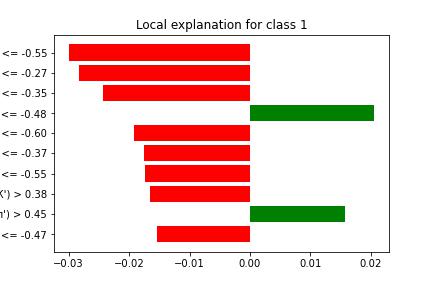 Local explanation for class 1
<= -0.55
<= -0.27
<= -0.35
<= -0.48
<= -0.60
<= -0.37
<= -0.55
') > 0.38
') > 0.45
<= -0.47
−0.03 −0.02 −0.01 0.00 0.01 0.02